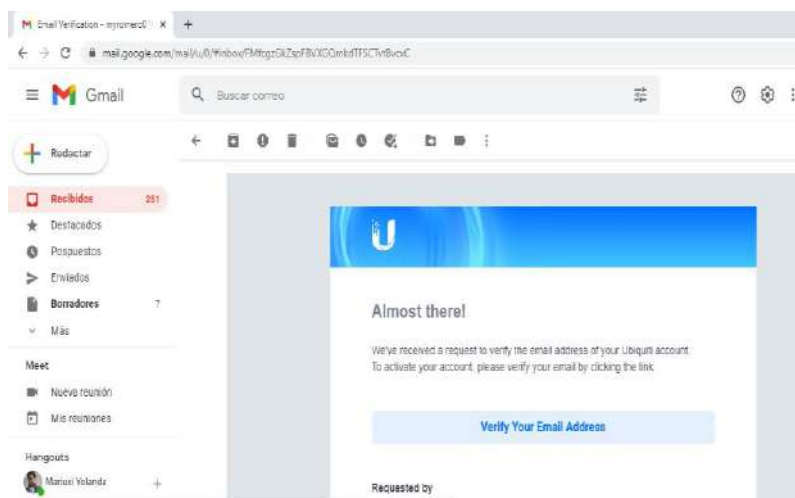 Email Verification -
mail.google.com/mail/u/0/#inbox/
Gmail
Buscar correo
Redactar
Recibidos 251
Destacados
Pospuestos
Enviados
Borradores 7
Más
Meet
Nueva reunión
Mis reuniones
Hangouts
Yolanda
U
Almost there!
We've received a request to verify the email address of your Ubiquiti account.
To activate your account, please verify your email by clicking the link
Verify Your Email Address
Requested by